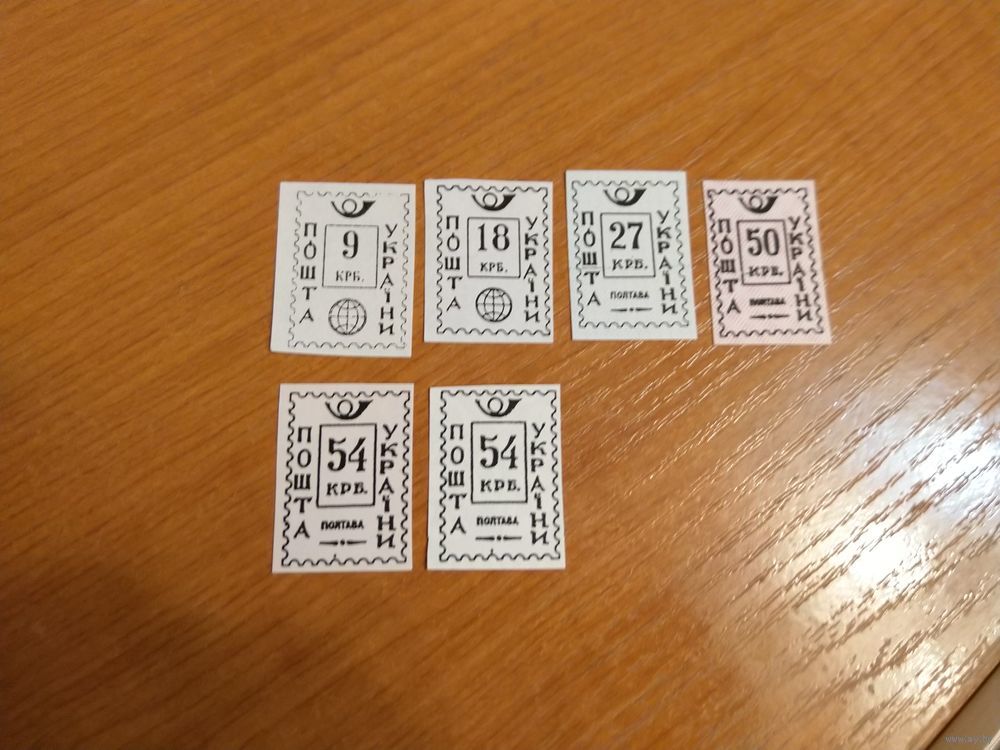 ПОШТА
9
КРБ.
УКРАЇНИ
ПОШТА
18
КРБ.
УКРАЇНИ
ПОШТА
27
КРБ.
ПОЛТАВА
УКРАЇНИ
ПОШТА
50
КРБ.
ПОЛТАВА
УКРАЇНИ
ПОШТА
54
КРБ.
ПОЛТАВА
УКРАЇНИ
ПОШТА
54
КРБ.
ПОЛТАВА
УКРАЇНИ